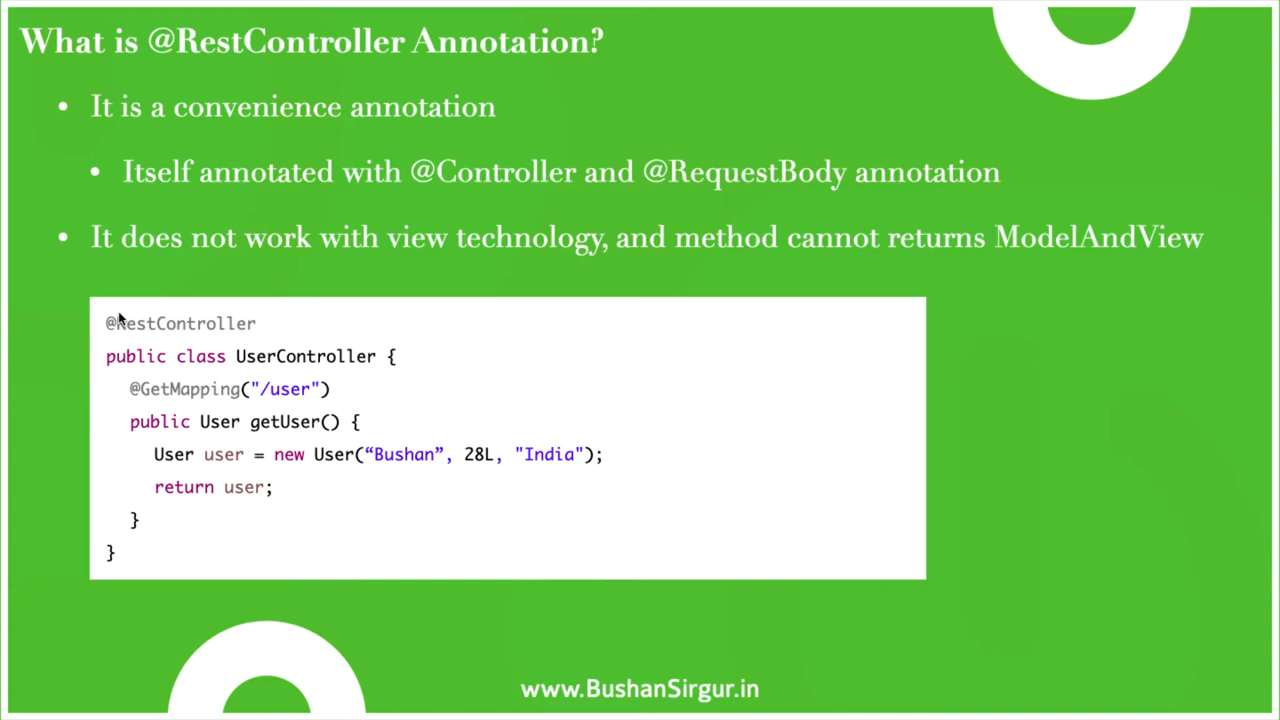 What is @RestController Annotation?
• It is a convenience annotation
• Itself annotated with @Controller and @RequestBody annotation
• It does not work with view technology, and method cannot returns ModelAndView
@RestController
public class UserController {
@GetMapping("/user")
public User getUser() {
User user = new User(“Bushan”, 28L, "India");
return user;
}
}
www.BushanSirgur.in